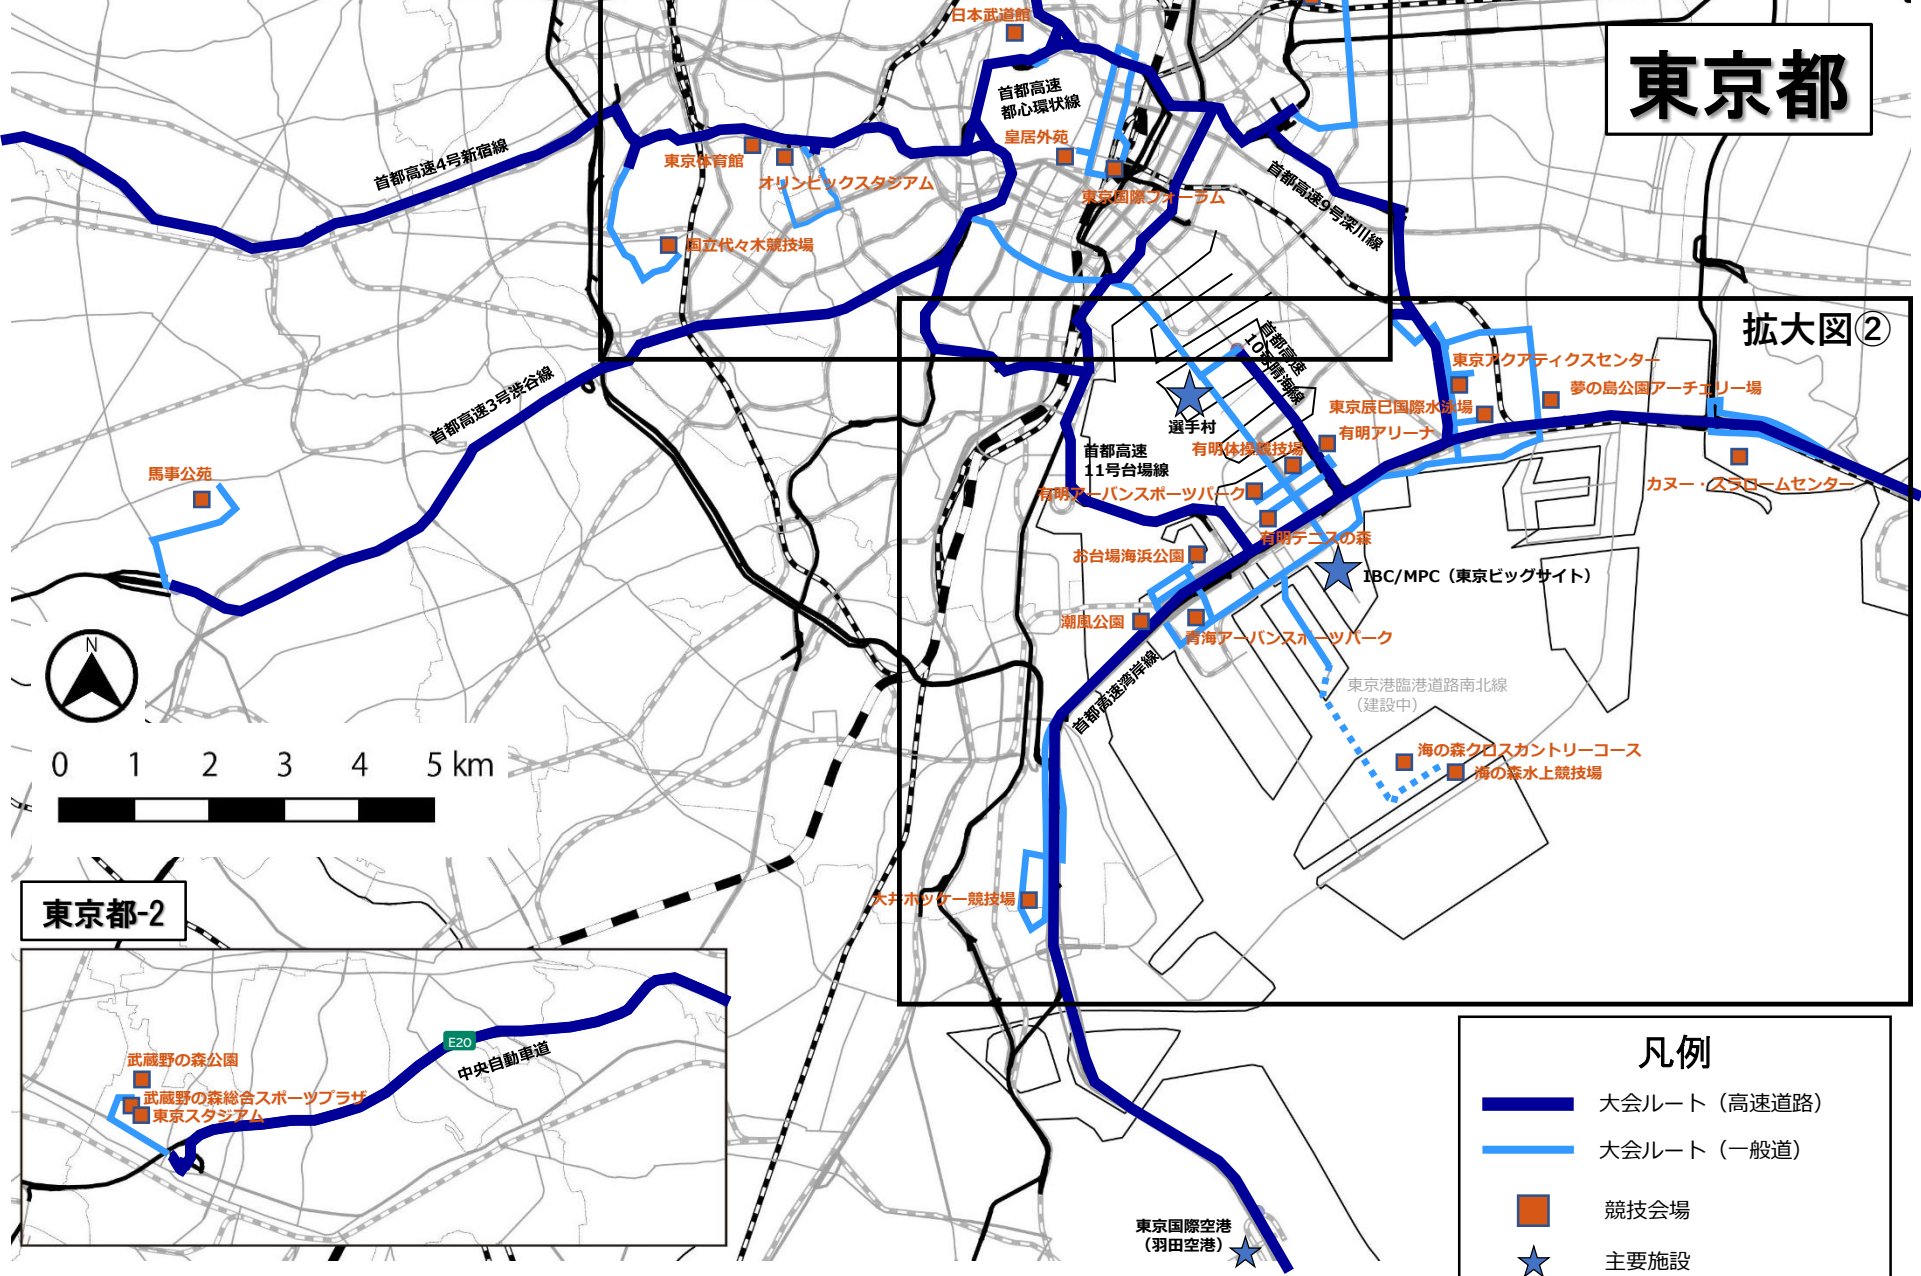 東京都
日本武道館
首都高速
都心環状線
皇居外苑
東京国際フォーラム
首都高速4号新宿線
東京体育館
オリンピックスタジアム
国立代々木競技場
首都高速9号深川線
拡大図②
首都高速
10号晴海線
東京アクアティクスセンター
夢の島公園アーチェリー場
東京辰巳国際水泳場
有明アリーナ
選手村
有明体操競技場
首都高速
11号台場線
有明アーバンスポーツパーク
カヌー・スラロームセンター
首都高速3号渋谷線
馬事公苑
有明テニスの森
お台場海浜公園
IBC/MPC（東京ビッグサイト）
潮風公園
青海アーバンスポーツパーク
首都高速湾岸線
東京港臨港道路南北線
（建設中）
海の森クロスカントリーコース
海の森水上競技場
大井ホッケー競技場
N
0 1 2 3 4 5 km
東京都-2
E20
中央自動車道
武蔵野の森公園
武蔵野の森総合スポーツプラザ
東京スタジアム
東京国際空港
（羽田空港）
凡例
大会ルート（高速道路）
大会ルート（一般道）
競技会場
主要施設